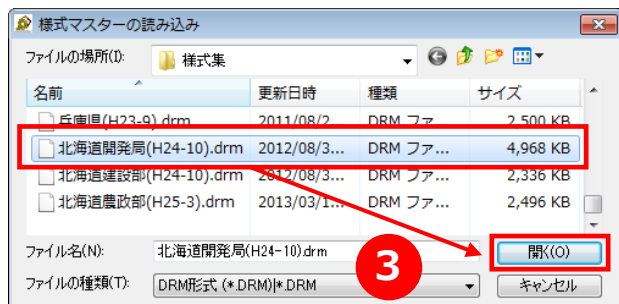 様式マスターの読み込み
ファイルの場所(I): 様式集
名前 更新日時 種類 サイズ
兵庫県(H23-9).drm 2011/08/2... DRM ファ... 2,500 KB
北海道開発局(H24-10).drm 2012/08/3... DRM ファ... 4,968 KB
北海道建設部(H24-10).drm 2012/08/3... DRM ファ... 2,336 KB
北海道農政部(H25-3).drm 2013/03/1... DRM ファ... 2,496 KB
ファイル名(N): 北海道開発局(H24-10).drm 開く(O)
3
ファイルの種類(T): DRM形式 (*.DRM)|*.DRM キャンセル